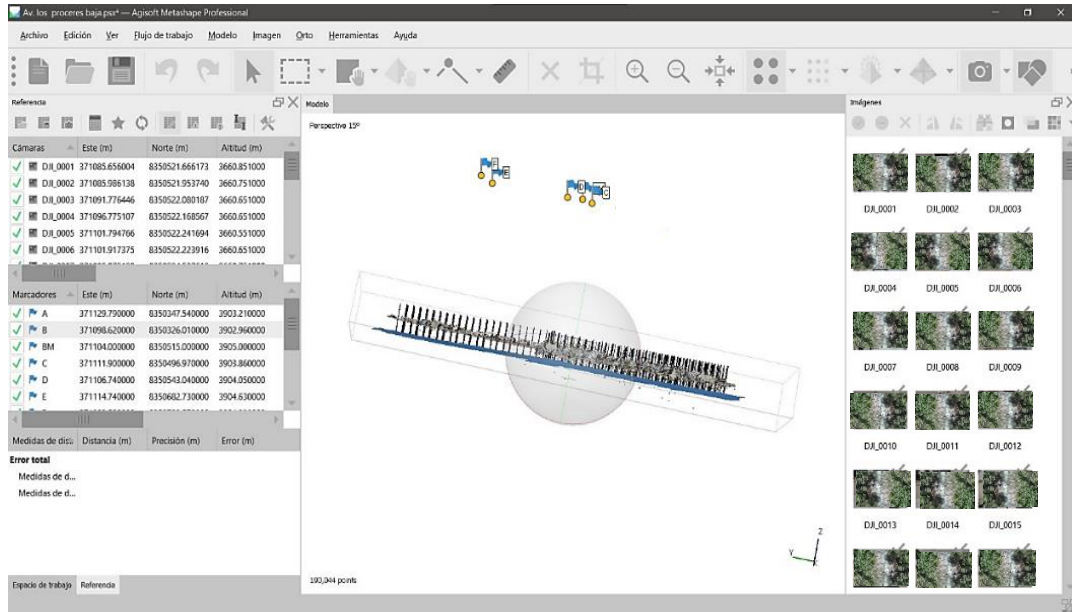 Av. los proceres baja.psx* — Agisoft Metashape Professional
Archivo Edición Ver Flujo de trabajo Modelo Imagen Orto Herramientas Ayuda
Referencia
Modelo
Imágenes
Perspectiva 15°
Cámaras Este (m) Norte (m) Altitud (m)
DJI_0001 371085.656004 8350521.666173 3660.851000
DJI_0002 371085.986138 8350521.953740 3660.751000
DJI_0003 371091.776446 8350522.080187 3660.651000
DJI_0004 371096.775107 8350522.168567 3660.651000
DJI_0005 371101.794766 8350522.241694 3660.551000
DJI_0006 371101.917375 8350522.223916 3660.651000
Marcadores Este (m) Norte (m) Altitud (m)
A 371129.790000 8350347.540000 3903.210000
B 371098.620000 8350326.010000 3902.960000
BM 371104.000000 8350515.000000 3905.000000
C 371111.900000 8350496.970000 3903.860000
D 371106.740000 8350543.040000 3904.050000
E 371114.740000 8350682.730000 3904.630000
Medidas de dist: Distancia (m) Precisión (m) Error (m)
Error total
Medidas de d...
Medidas de d...
Espacio de trabajo Referencia
F
E
D
C
Z
Y
X
190,044 points
DJI_0001 DJI_0002 DJI_0003
DJI_0004 DJI_0005 DJI_0006
DJI_0007 DJI_0008 DJI_0009
DJI_0010 DJI_0011 DJI_0012
DJI_0013 DJI_0014 DJI_0015